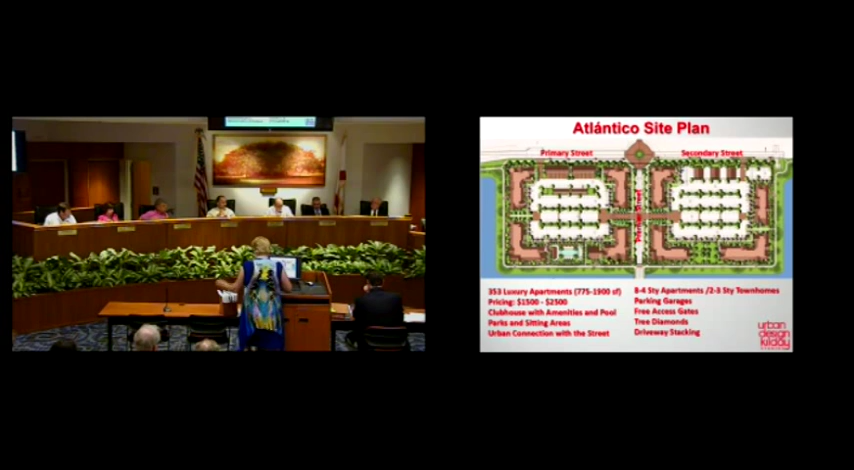 Atlántico Site Plan
Primary Street
Secondary Street
353 Luxury Apartments (775-1900 sf)
Pricing: $1500 - $2500
Clubhouse with Amenities and Pool
Parks and Sitting Areas
Urban Connection with the Street
8-4 Sty Apartments /2-3 Sty Townhomes
Parking Garages
Free Access Gates
Tree Diamonds
Driveway Stacking
urban
design
kilday